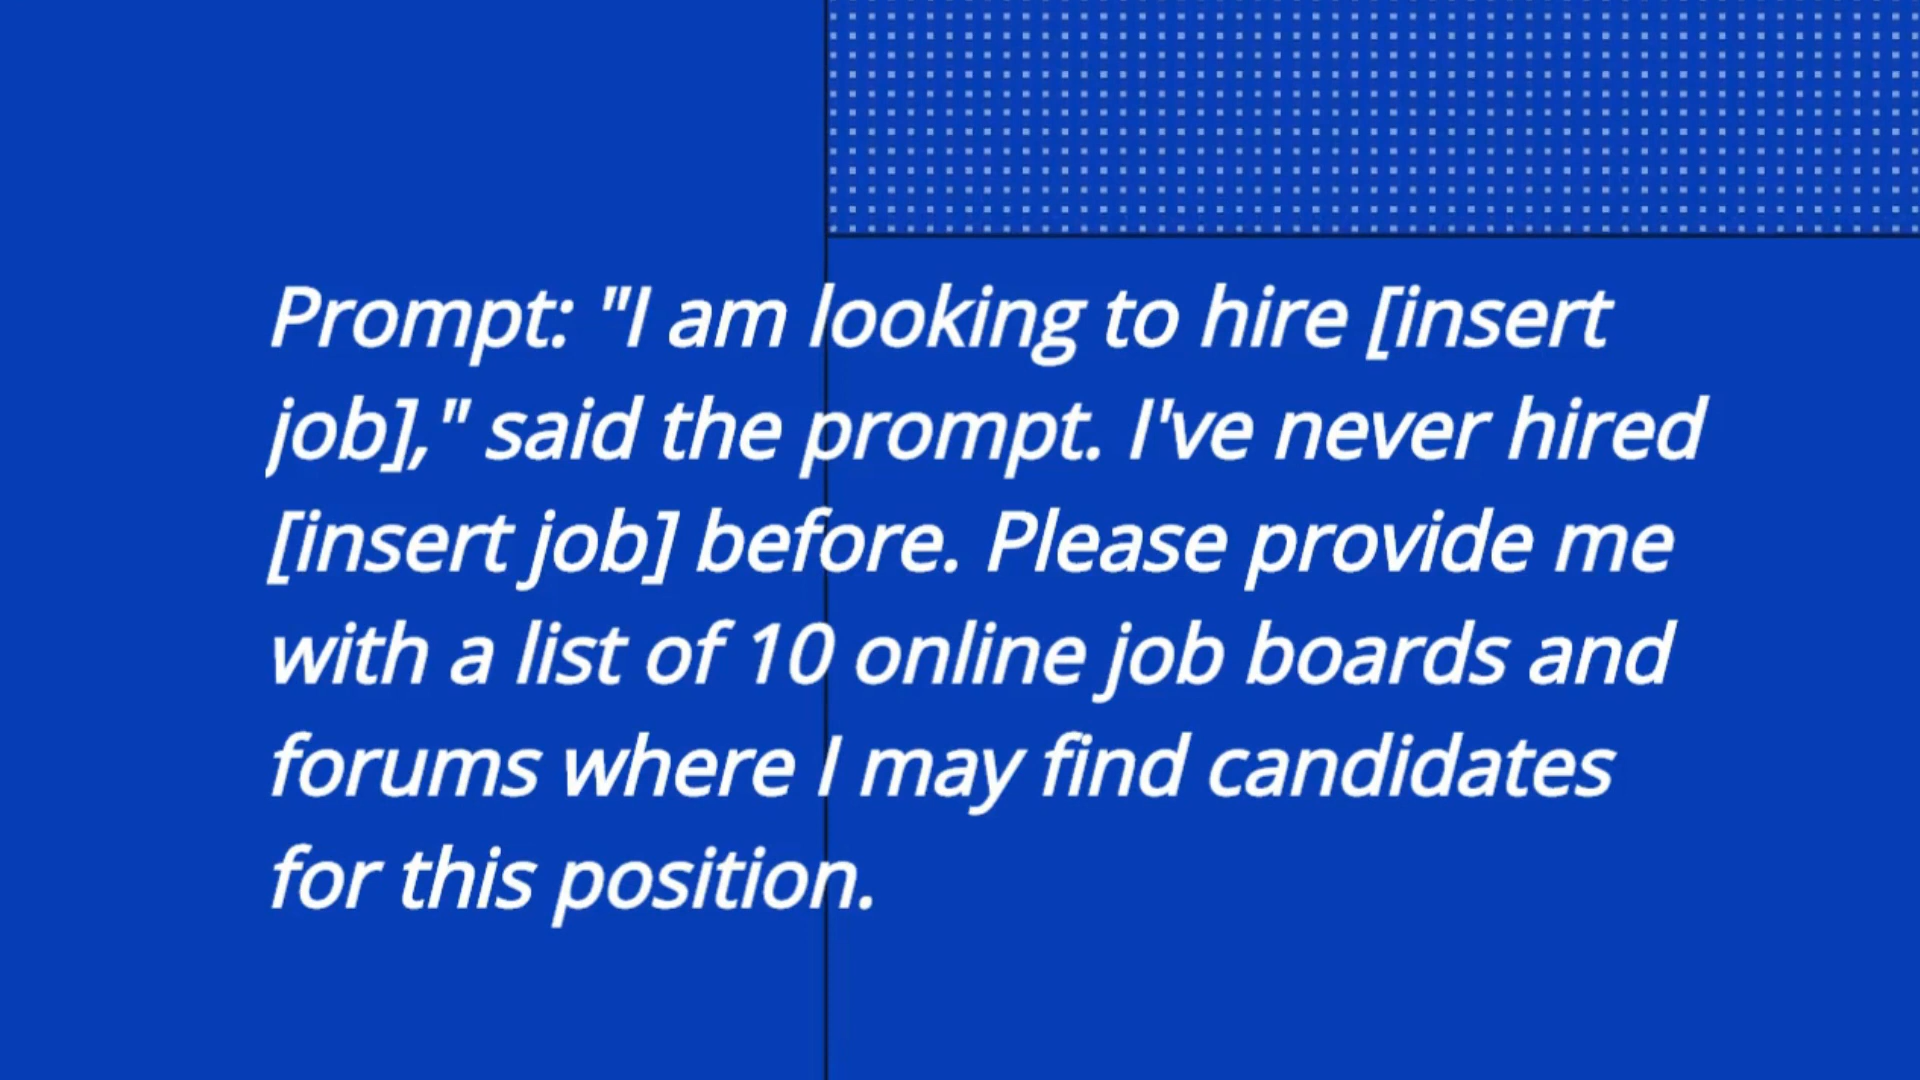 Prompt: "I am looking to hire [insert
job]," said the prompt. I've never hired
[insert job] before. Please provide me
with a list of 10 online job boards and
forums where I may find candidates
for this position.